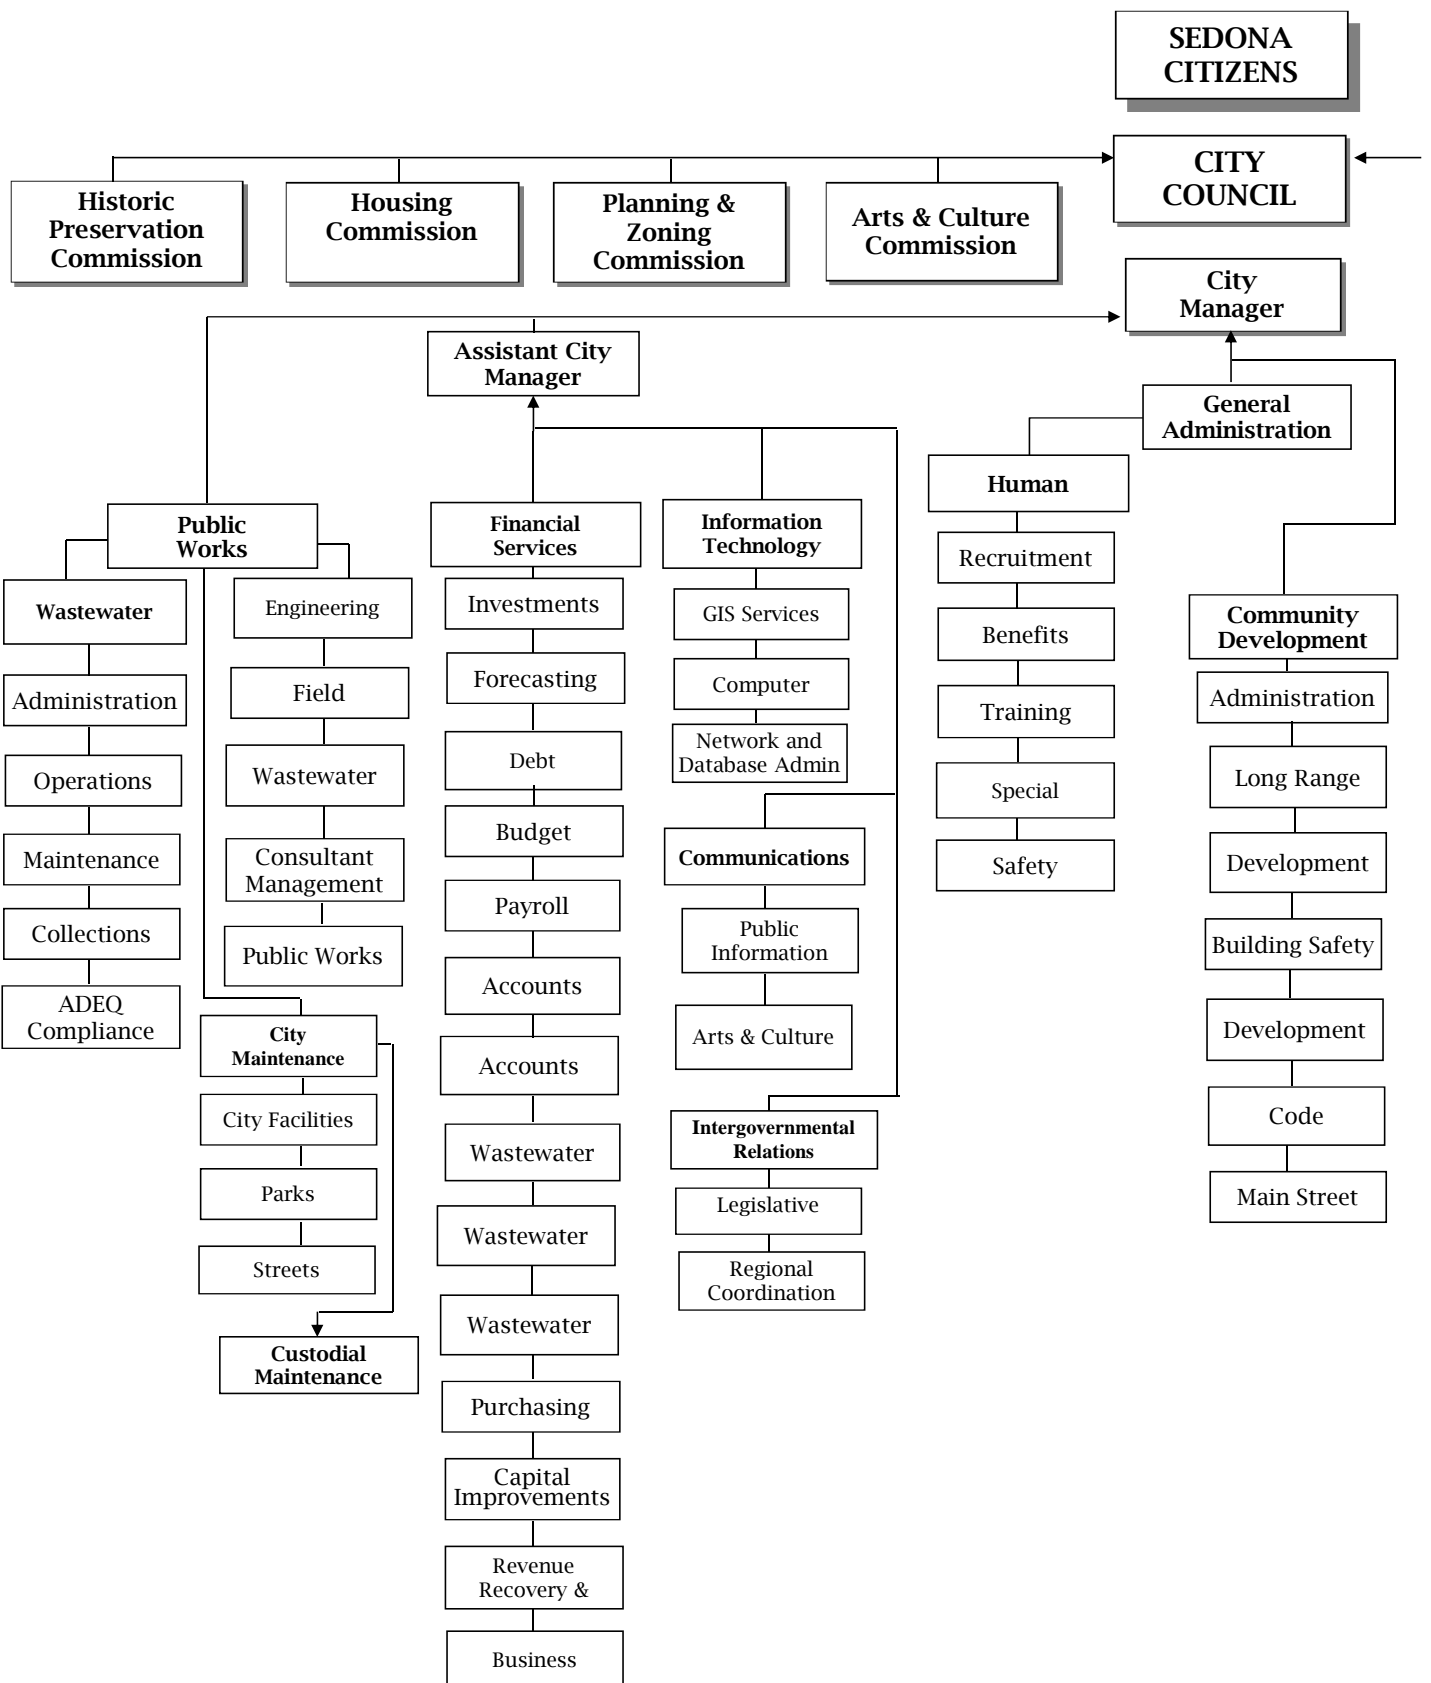 SEDONA
CITIZENS
CITY
COUNCIL
Historic
Preservation
Commission
Housing
Commission
Planning &
Zoning
Commission
Arts & Culture
Commission
City
Manager
Assistant City
Manager
General
Administration
Human
Recruitment
Benefits
Training
Special
Safety
Public
Works
Wastewater
Administration
Operations
Maintenance
Collections
ADEQ
Compliance
Engineering
Field
Wastewater
Consultant
Management
Public Works
City
Maintenance
City Facilities
Parks
Streets
Custodial
Maintenance
Financial
Services
Investments
Forecasting
Debt
Budget
Payroll
Accounts
Accounts
Wastewater
Wastewater
Wastewater
Purchasing
Capital
Improvements
Revenue
Recovery &
Business
Information
Technology
GIS Services
Computer
Network and
Database Admin
Communications
Public
Information
Arts & Culture
Intergovernmental
Relations
Legislative
Regional
Coordination
Community
Development
Administration
Long Range
Development
Building Safety
Development
Code
Main Street